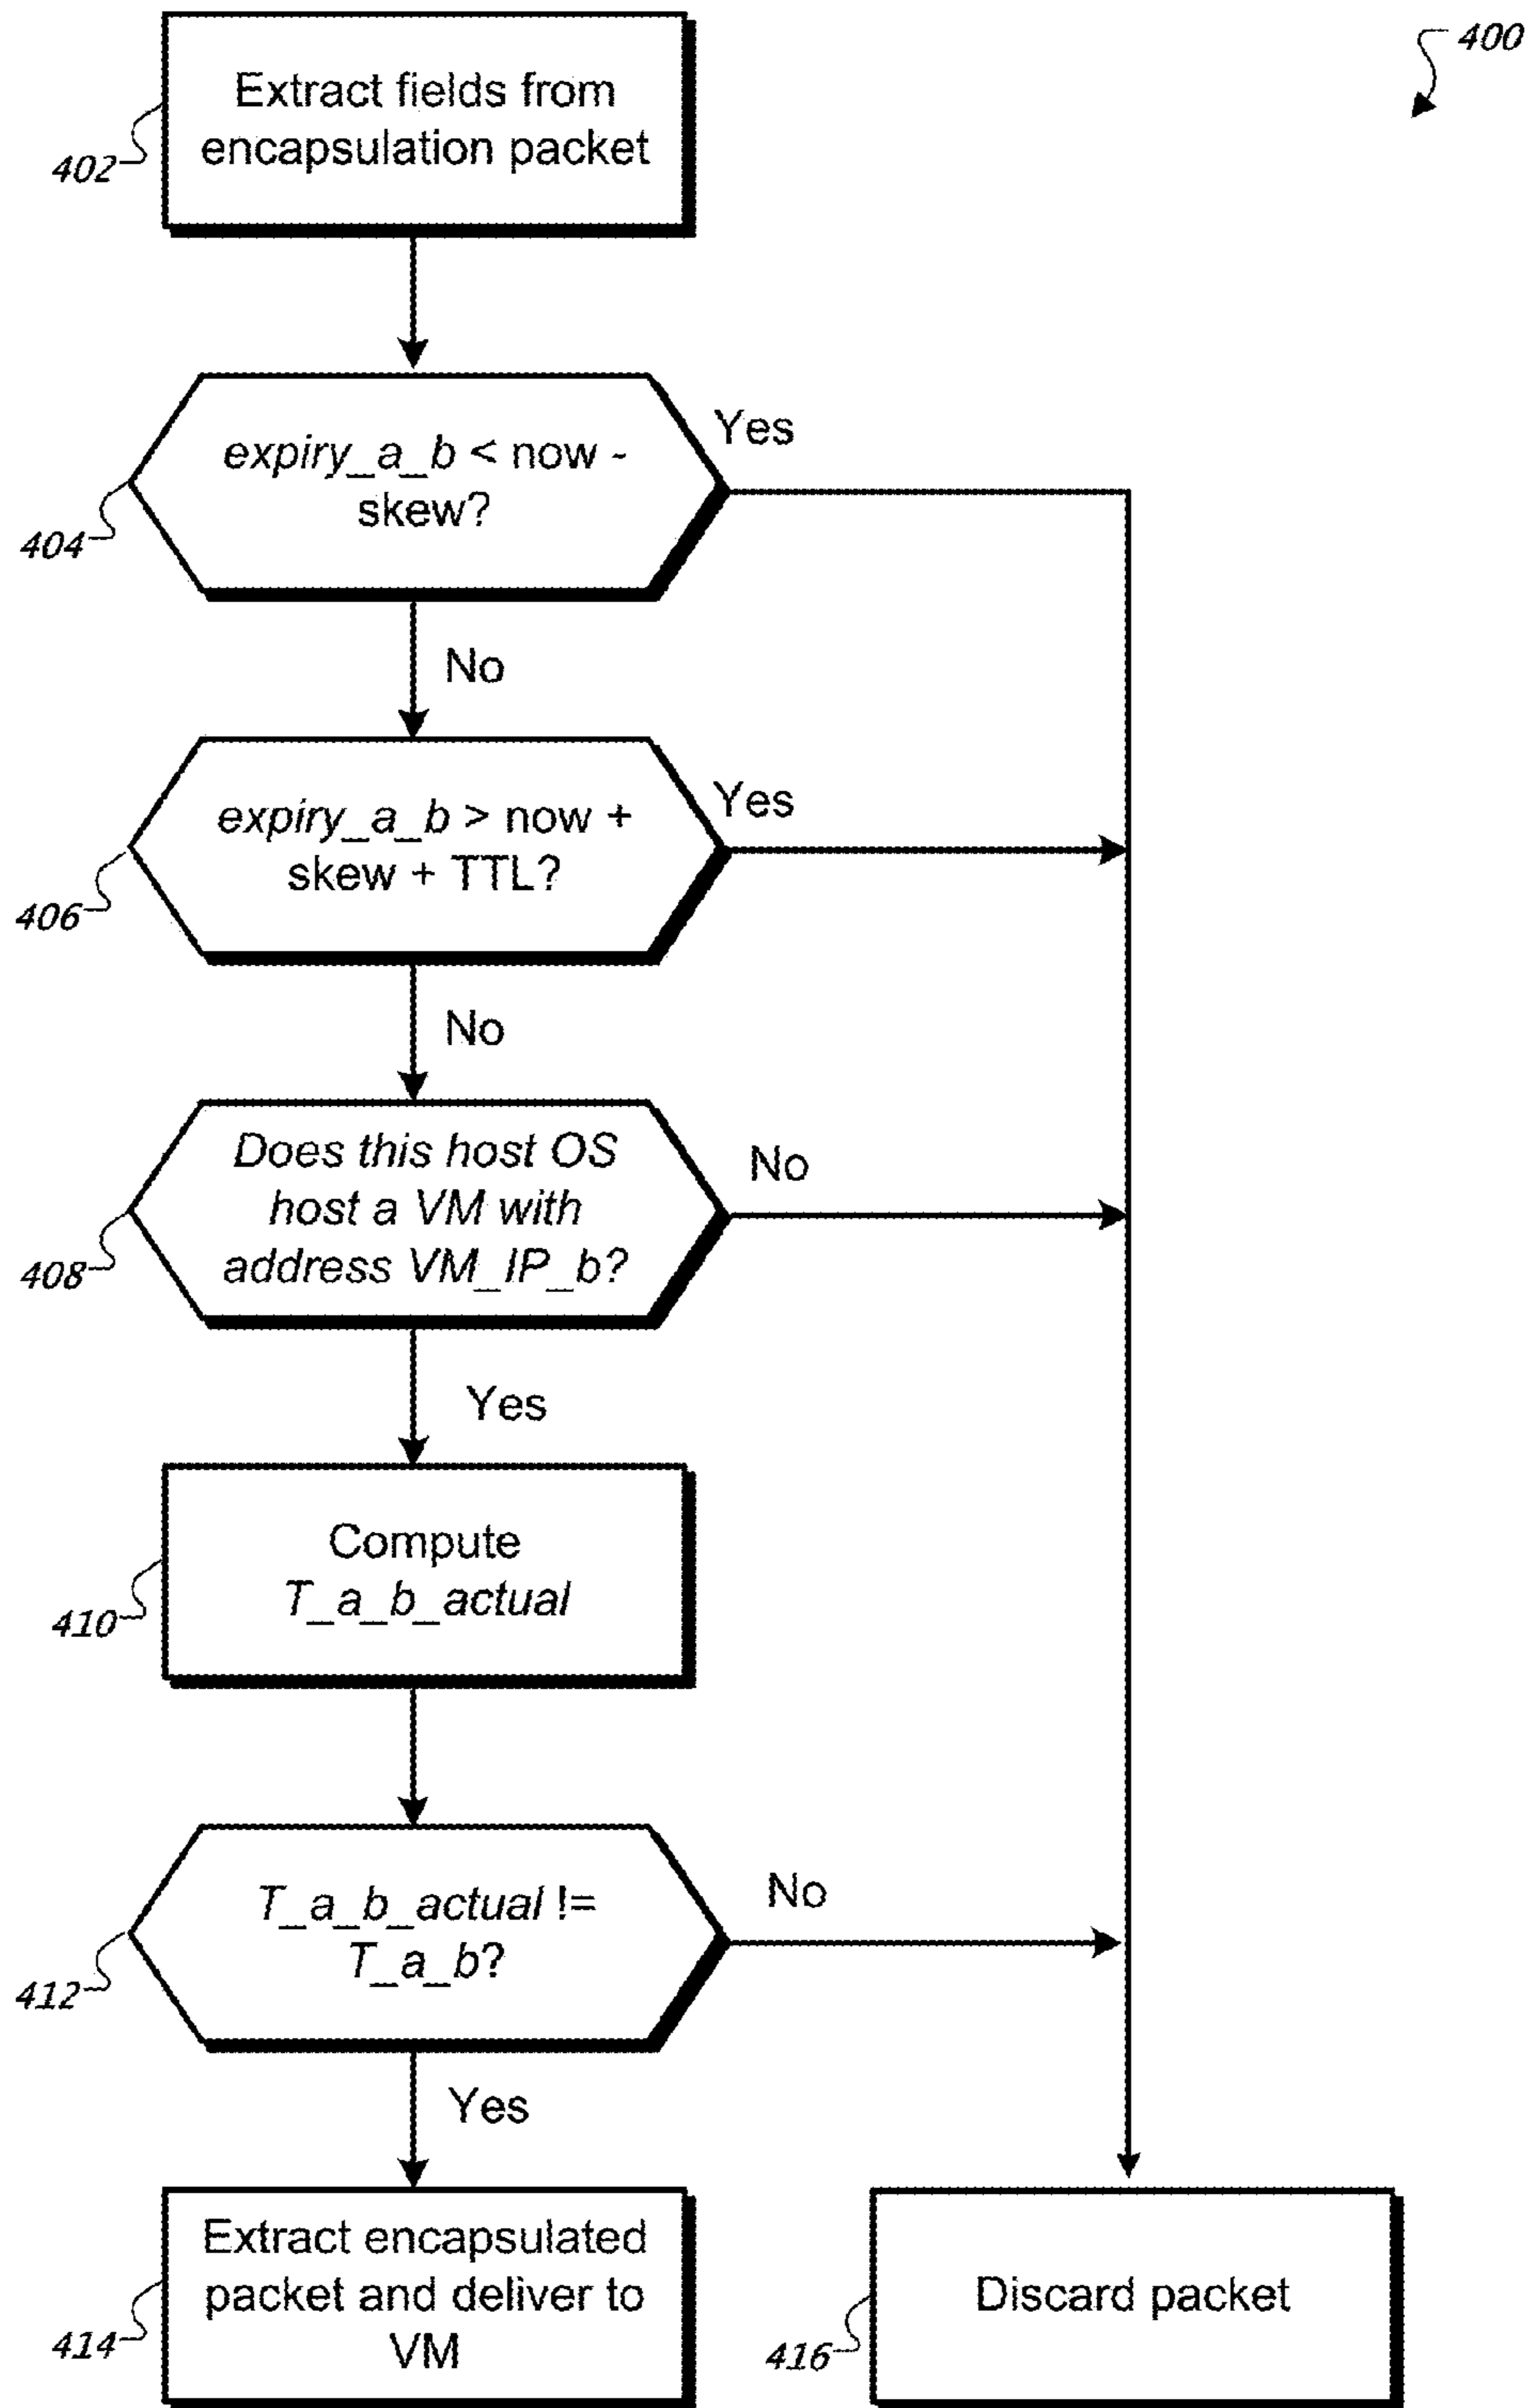 400
Extract fields from
encapsulation packet
402
expiry_a_b < now -
skew?
Yes
404
No
expiry_a_b > now +
skew + TTL?
Yes
406
No
Does this host OS
host a VM with
address VM_IP_b?
No
408
Yes
Compute
T_a_b_actual
410
T_a_b_actual !=
T_a_b?
No
412
Yes
Extract encapsulated
packet and deliver to
VM
414
Discard packet
416